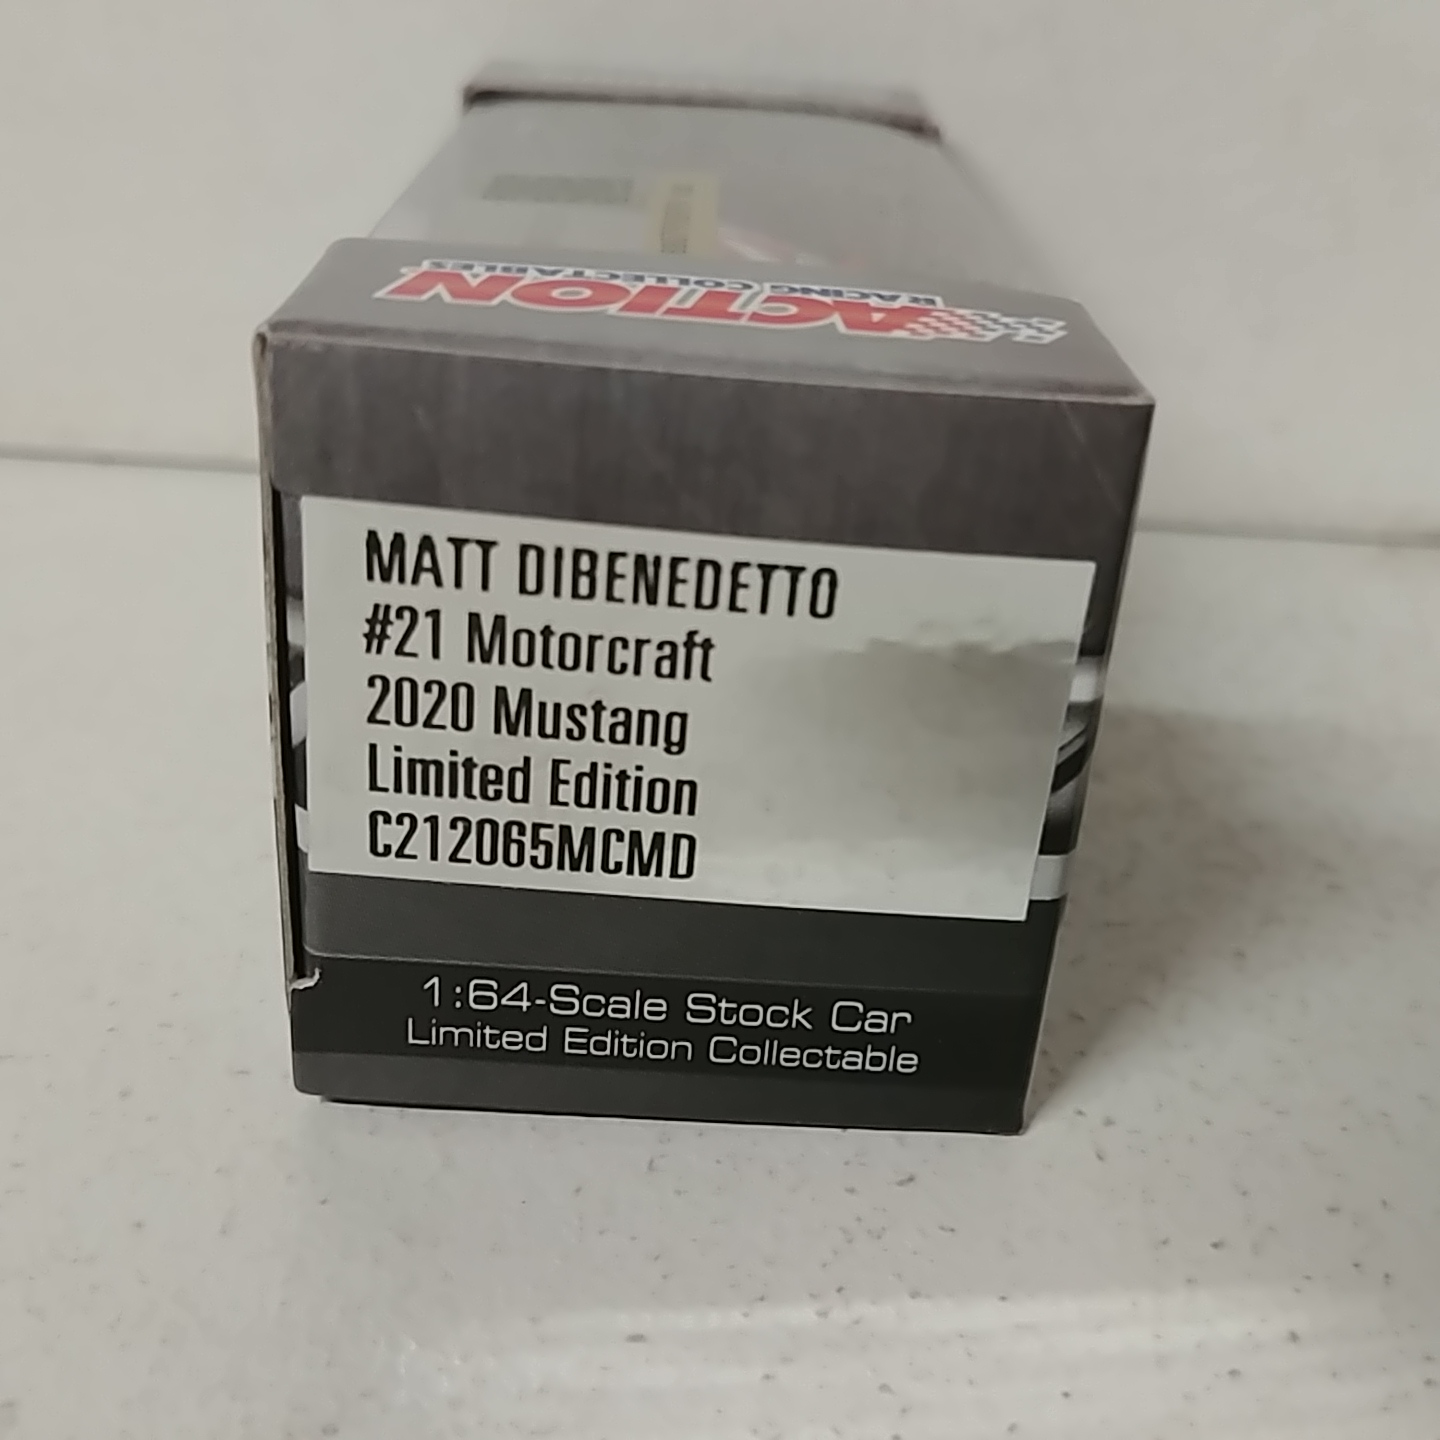 ACTION
RACING COLLECTABLES
MATT DIBENEDETTO
#21 Motorcraft
2020 Mustang
Limited Edition
C212065MCMD
1:64-Scale Stock Car
Limited Edition Collectable